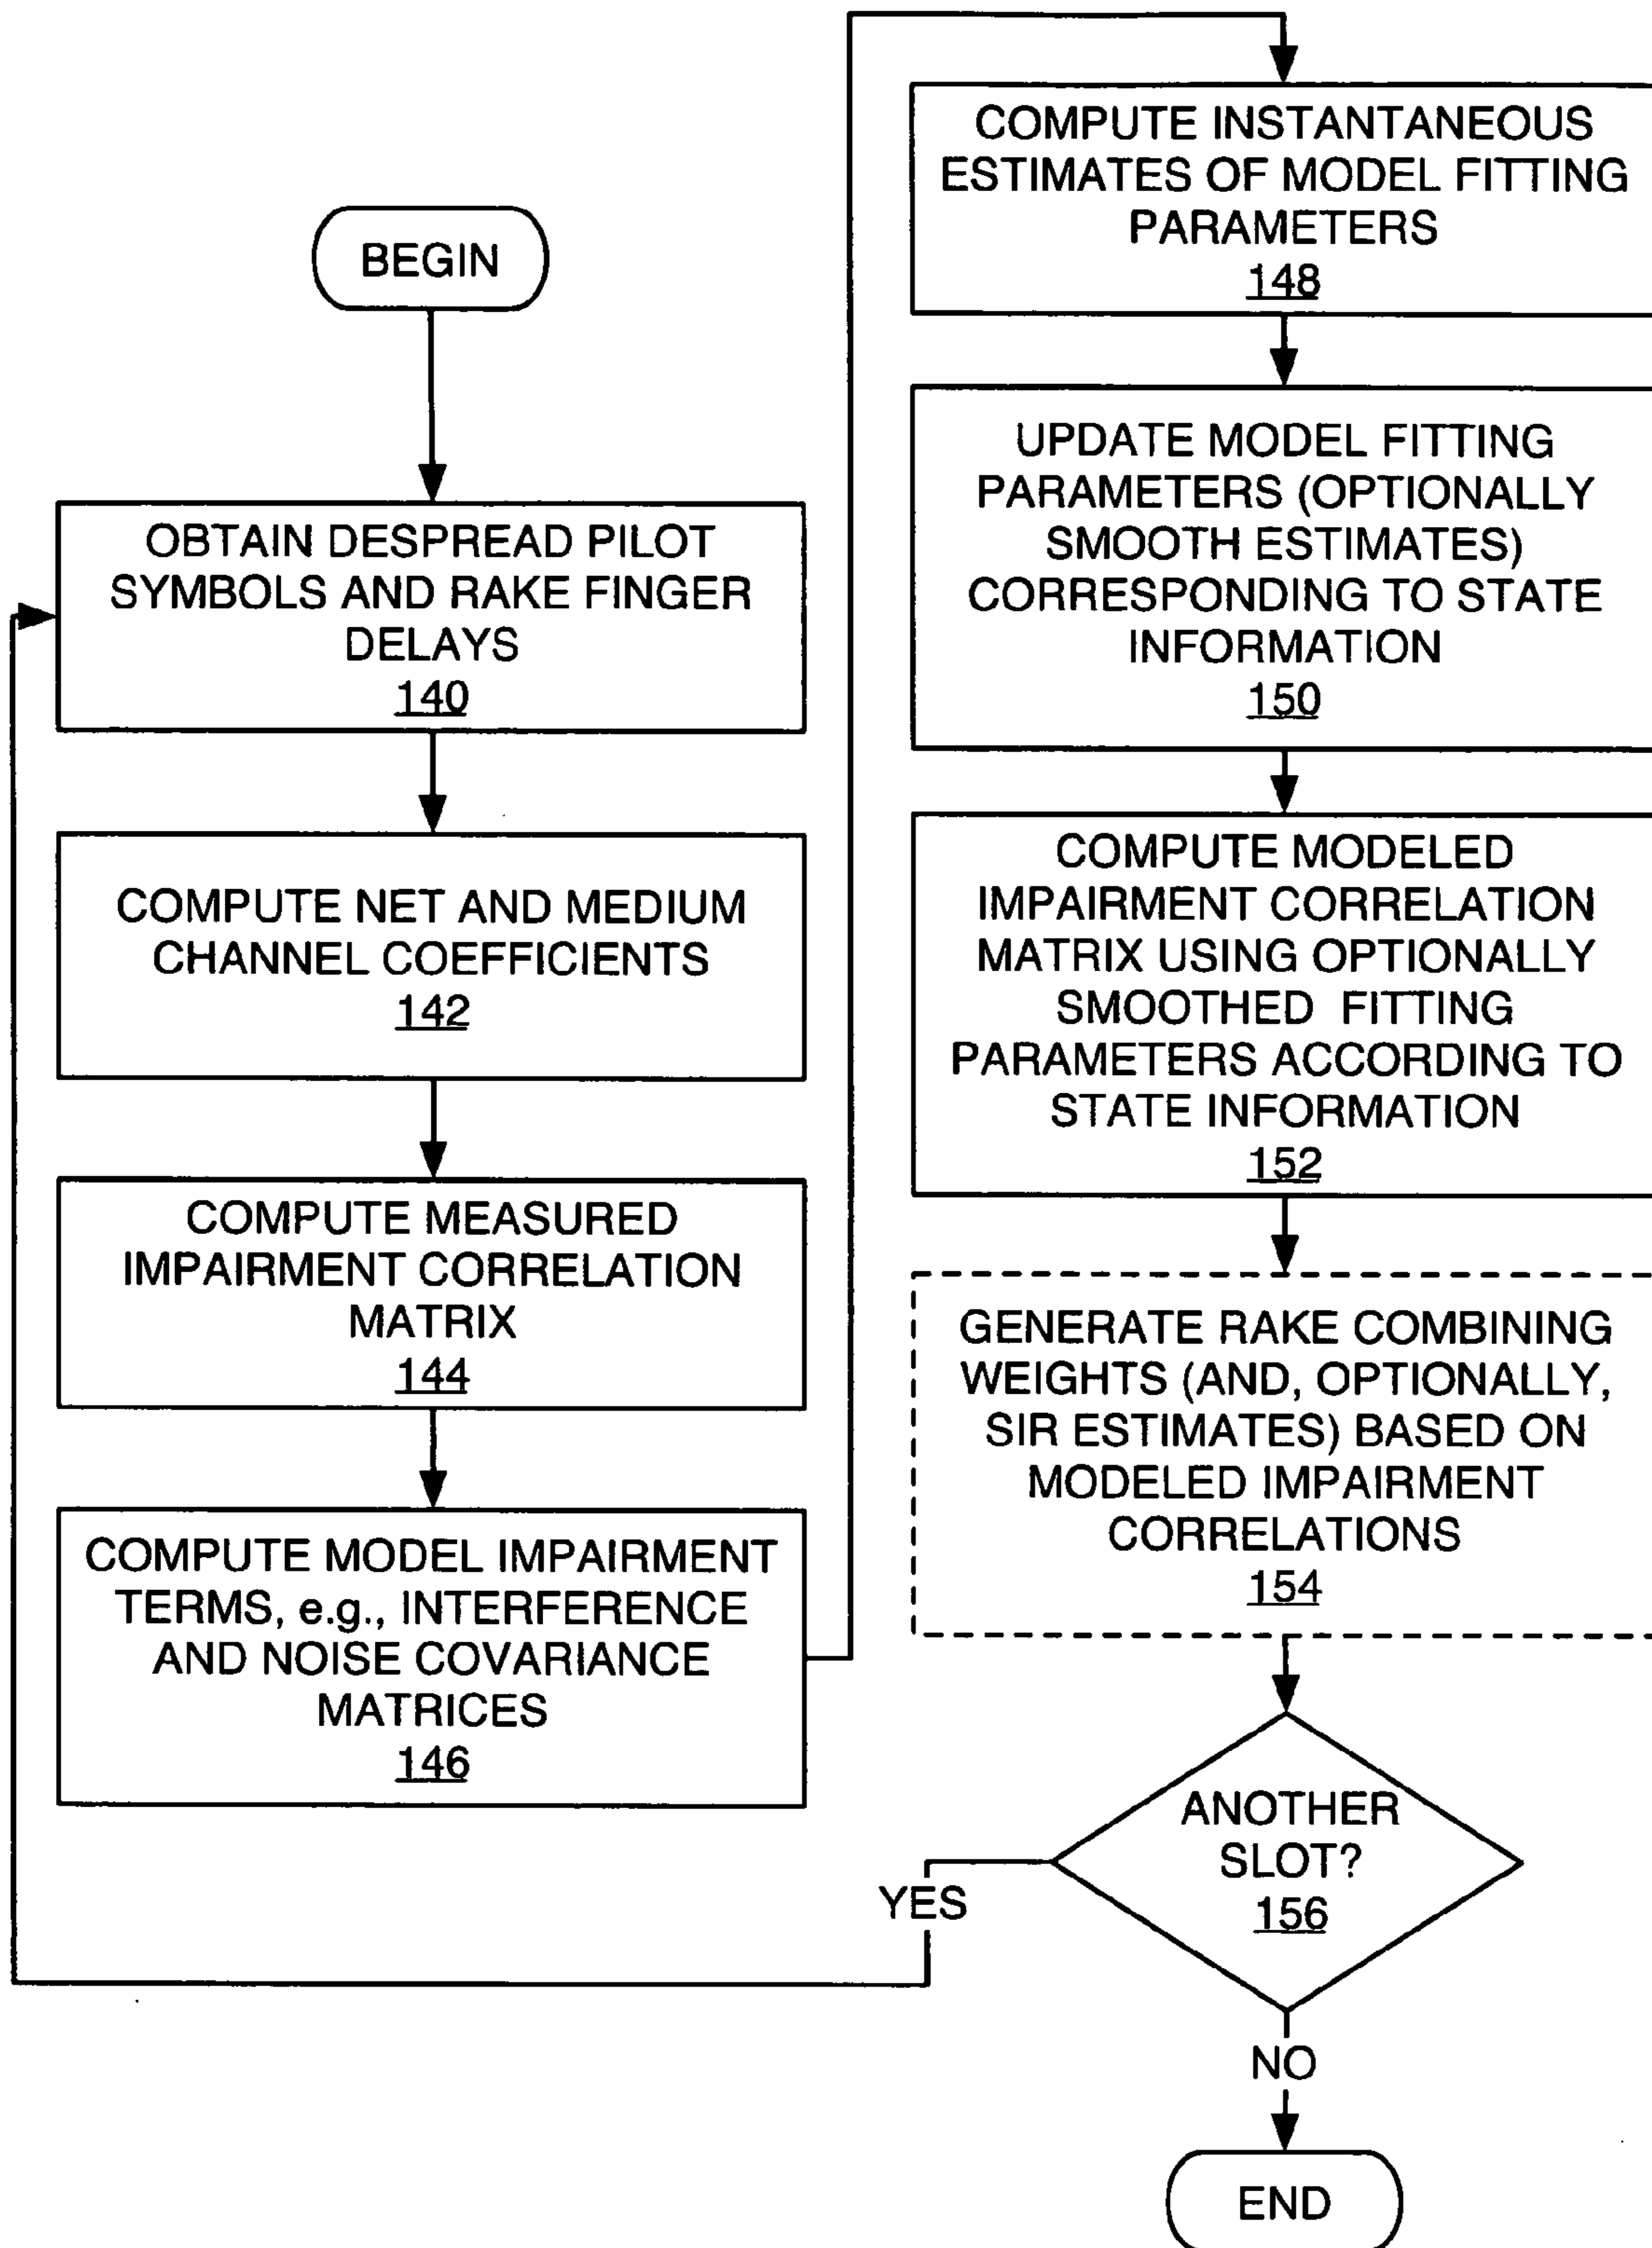 BEGIN
OBTAIN DESPREAD PILOT
SYMBOLS AND RAKE FINGER
DELAYS
140
COMPUTE NET AND MEDIUM
CHANNEL COEFFICIENTS
142
COMPUTE MEASURED
IMPAIRMENT CORRELATION
MATRIX
144
COMPUTE MODEL IMPAIRMENT
TERMS, e.g., INTERFERENCE
AND NOISE COVARIANCE
MATRICES
146
COMPUTE INSTANTANEOUS
ESTIMATES OF MODEL FITTING
PARAMETERS
148
UPDATE MODEL FITTING
PARAMETERS (OPTIONALLY
SMOOTH ESTIMATES)
CORRESPONDING TO STATE
INFORMATION
150
COMPUTE MODELED
IMPAIRMENT CORRELATION
MATRIX USING OPTIONALLY
SMOOTHED FITTING
PARAMETERS ACCORDING TO
STATE INFORMATION
152
GENERATE RAKE COMBINING
WEIGHTS (AND, OPTIONALLY,
SIR ESTIMATES) BASED ON
MODELED IMPAIRMENT
CORRELATIONS
154
ANOTHER
SLOT?
156
YES
NO
END